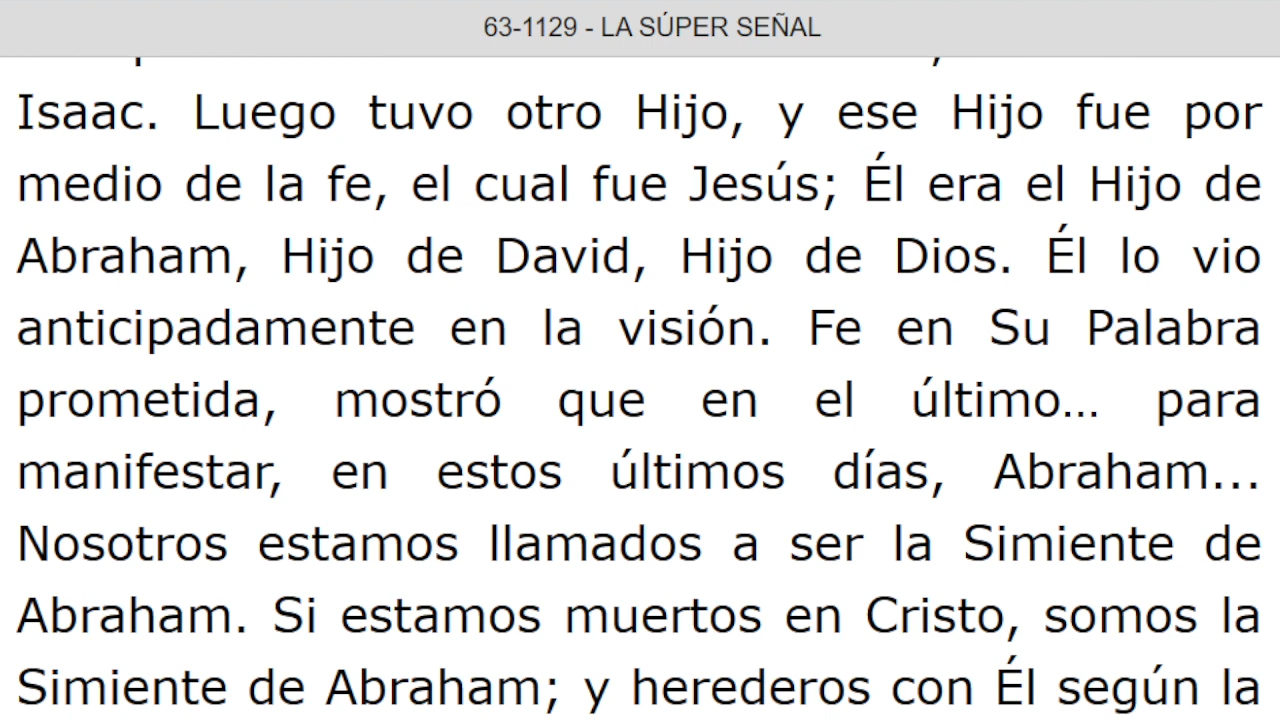 63-1129 - LA SÚPER SEÑAL
Isaac. Luego tuvo otro Hijo, y ese Hijo fue por
medio de la fe, el cual fue Jesús; Él era el Hijo de
Abraham, Hijo de David, Hijo de Dios. Él lo vio
anticipadamente en la visión. Fe en Su Palabra
prometida, mostró que en el último… para
manifestar, en estos últimos días, Abraham…
Nosotros estamos llamados a ser la Simiente de
Abraham. Si estamos muertos en Cristo, somos la
Simiente de Abraham; y herederos con Él según la